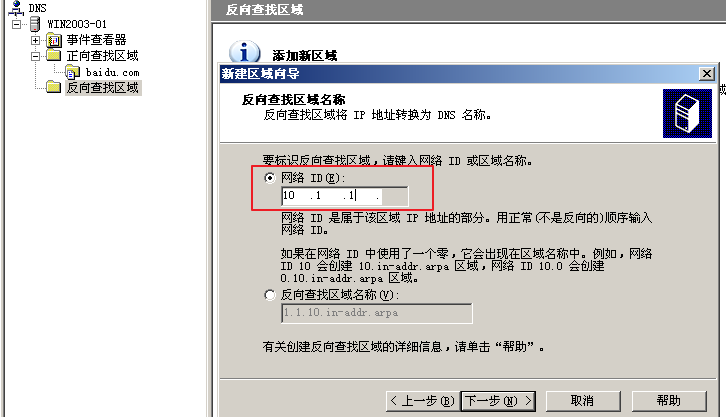 DNS
WIN2003-01
事件查看器
正向查找区域
baidu.com
反向查找区域
反向查找区域
添加新区域
新建区域向导
反向查找区域名称
反向查找区域将 IP 地址转换为 DNS 名称。
要标识反向查找区域,请键入网络 ID 或区域名称。
网络 ID(E):
10 .1 .1 .
网络 ID 是属于该区域 IP 地址的部分。用正常(不是反向的)顺序输入
网络 ID。
如果在网络 ID 中使用了一个零,它会出现在区域名称中。例如,网络
ID 10 会创建 10.in-addr.arpa 区域,网络 ID 10.0 会创建
0.10.in-addr.arpa 区域。
反向查找区域名称(V):
1.1.10.in-addr.arpa
有关创建反向查找区域的详细信息,请单击“帮助”。
< 上一步(B) 下一步(N) > 取消 帮助